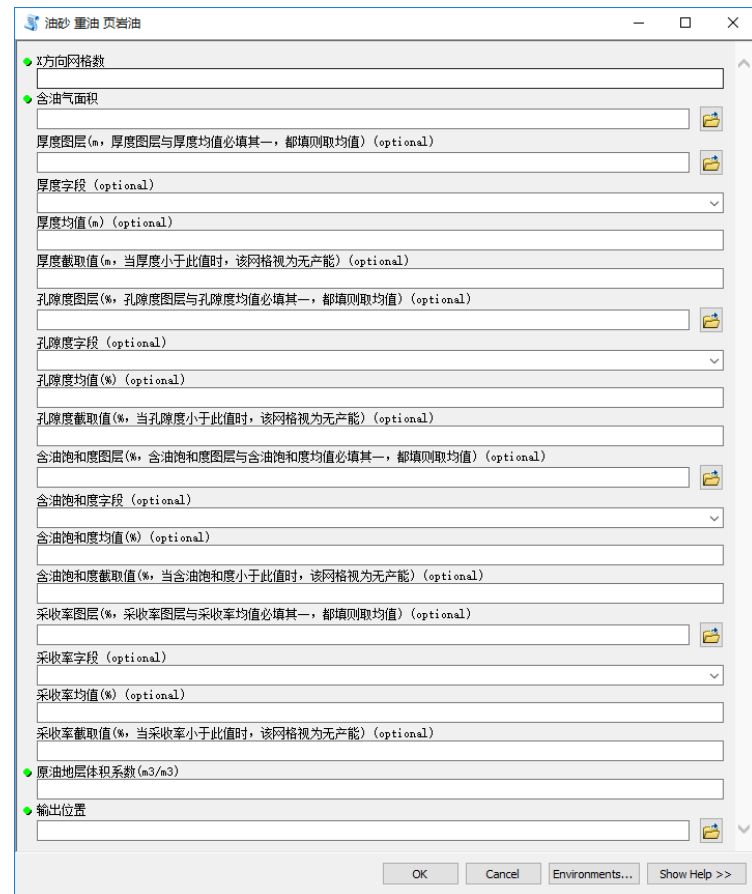 油砂 重油 页岩油
X方向网格数
含油气面积
厚度图层(m，厚度图层与厚度均值必填其一，都填则取均值) (optional)
厚度字段 (optional)
厚度均值(m) (optional)
厚度截取值(m，当厚度小于此值时，该网格视为无产能) (optional)
孔隙度图层(%，孔隙度图层与孔隙度均值必填其一，都填则取均值) (optional)
孔隙度字段 (optional)
孔隙度均值(%) (optional)
孔隙度截取值(%，当孔隙度小于此值时，该网格视为无产能) (optional)
含油饱和度图层(%，含油饱和度图层与含油饱和度均值必填其一，都填则取均值) (optional)
含油饱和度字段 (optional)
含油饱和度均值(%) (optional)
含油饱和度截取值(%，当含油饱和度小于此值时，该网格视为无产能) (optional)
采收率图层(%，采收率图层与采收率均值必填其一，都填则取均值) (optional)
采收率字段 (optional)
采收率均值(%) (optional)
采收率截取值(%，当采收率小于此值时，该网格视为无产能) (optional)
原油地层体积系数(m3/m3)
输出位置
OK Cancel Environments... Show Help >>